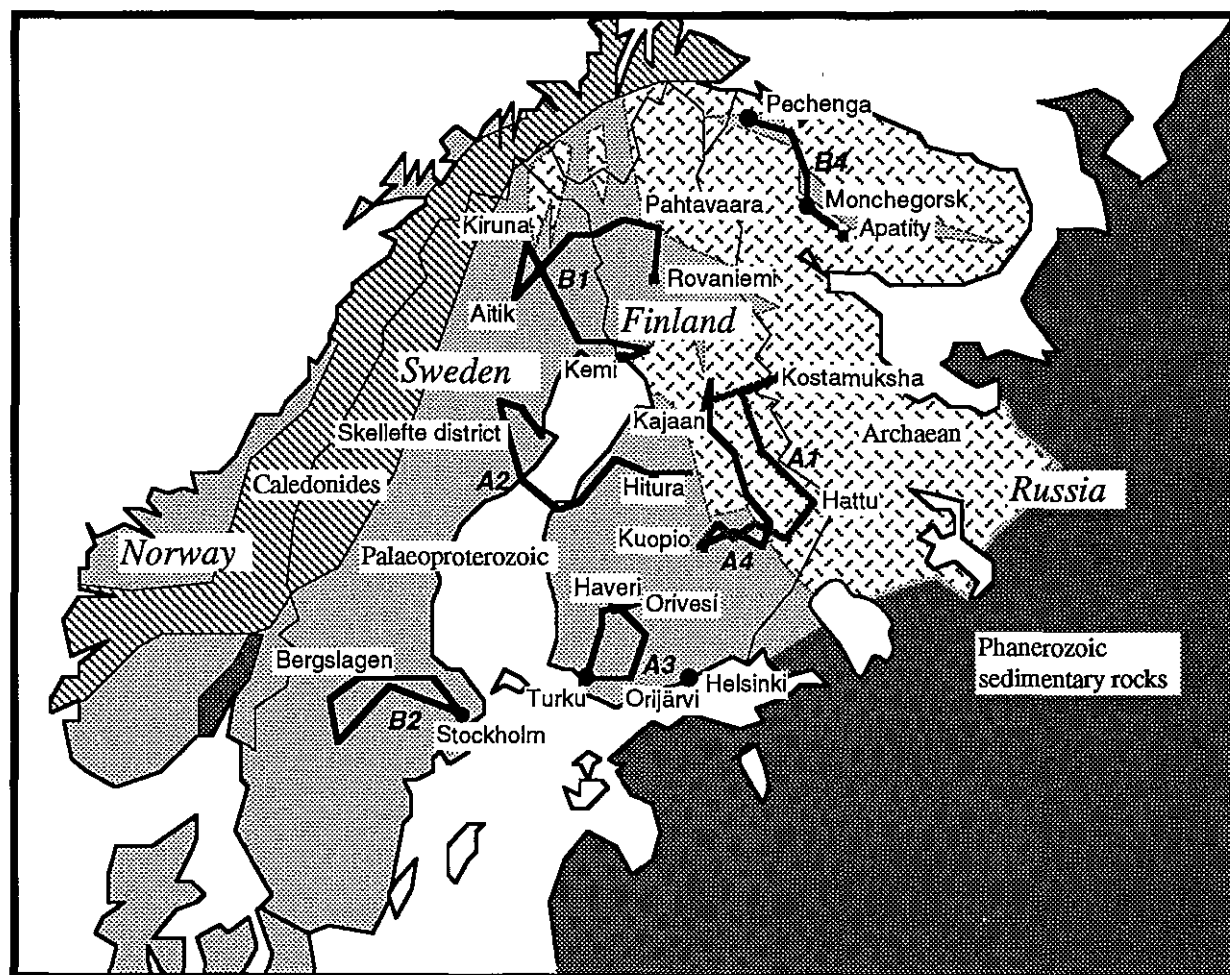 Pechenga
B4
Monchegorsk
Apatity
Pahtavaara
Kiruna
Rovaniemi
B1
Aitik
Finland
Sweden
Kemi
Kostamuksha
Kajaan
Skellefte district
Archaean
A1
Caledonides
A2
Hitura
Hattu
Russia
Norway
Palaeoproterozoic
Kuopio
A4
Haveri
Orivesi
Phanerozoic
sedimentary rocks
Bergslagen
A3
Turku
Orijärvi
Helsinki
B2
Stockholm